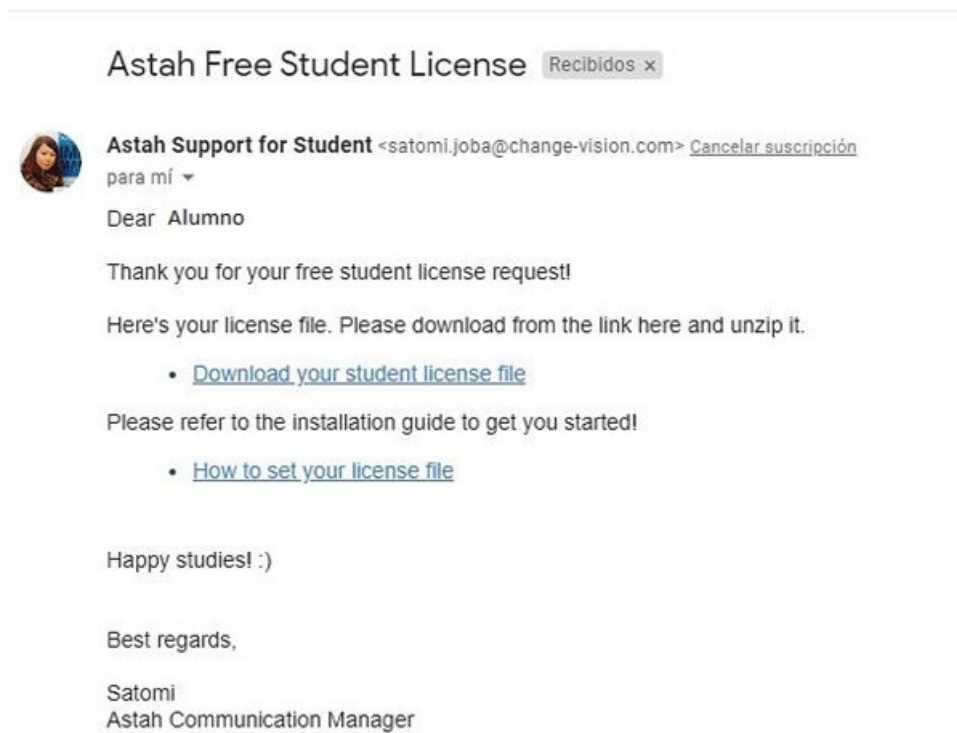 Astah Free Student License Recibidos x
Astah Support for Student <satomi.joba@change-vision.com> Cancelar suscripción
para mí
Dear Alumno
Thank you for your free student license request!
Here's your license file. Please download from the link here and unzip it.
• Download your student license file
Please refer to the installation guide to get you started!
• How to set your license file
Happy studies! :)
Best regards,
Satomi
Astah Communication Manager